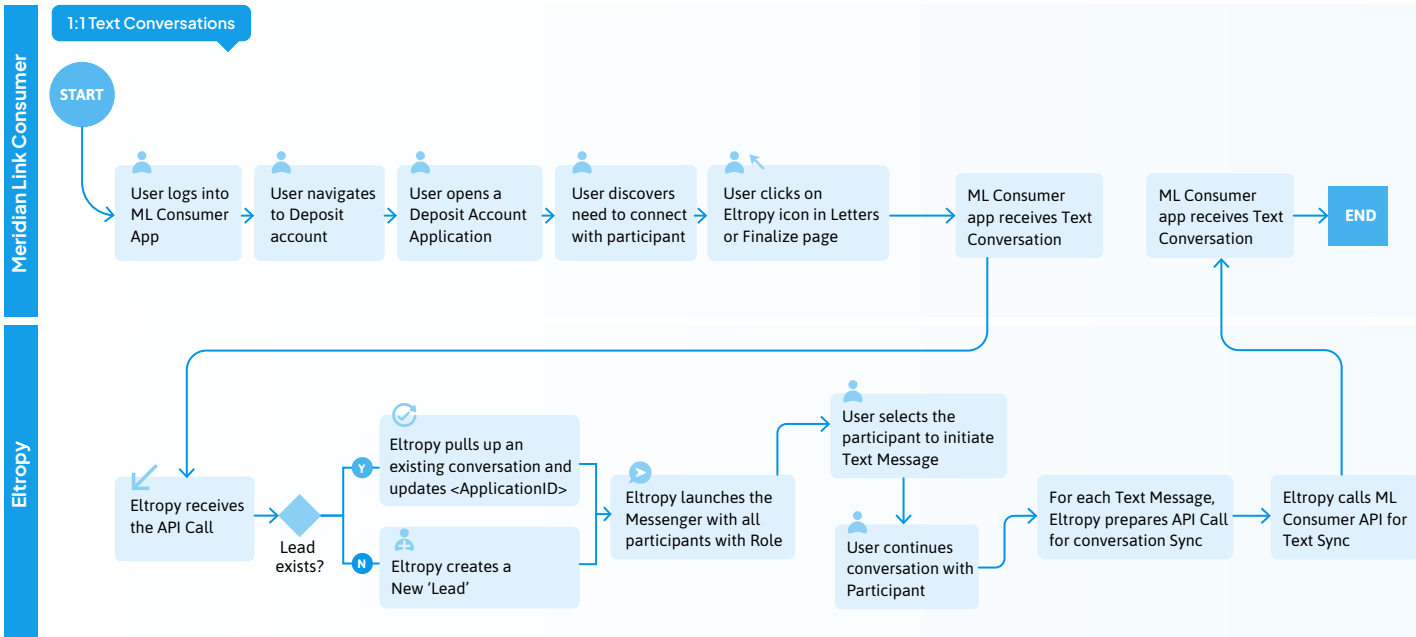 1:1 Text Conversations
Meridian Link Consumer
START
User logs into
ML Consumer
App
User navigates
to Deposit
account
User opens a
Deposit Account
Application
User discovers
need to connect
with participant
User clicks on
Eltropy icon in Letters
or Finalize page
ML Consumer
app receives Text
Conversation
ML Consumer
app receives Text
Conversation
END
Eltropy
Eltropy receives
the API Call
Lead
exists?
Y
Eltropy pulls up an
existing conversation and
updates <ApplicationID>
N
Eltropy creates a
New ‘Lead’
Eltropy launches the
Messenger with all
participants with Role
User selects the
participant to initiate
Text Message
User continues
conversation with
Participant
For each Text Message,
Eltropy prepares API Call
for conversation Sync
Eltropy calls ML
Consumer API for
Text Sync